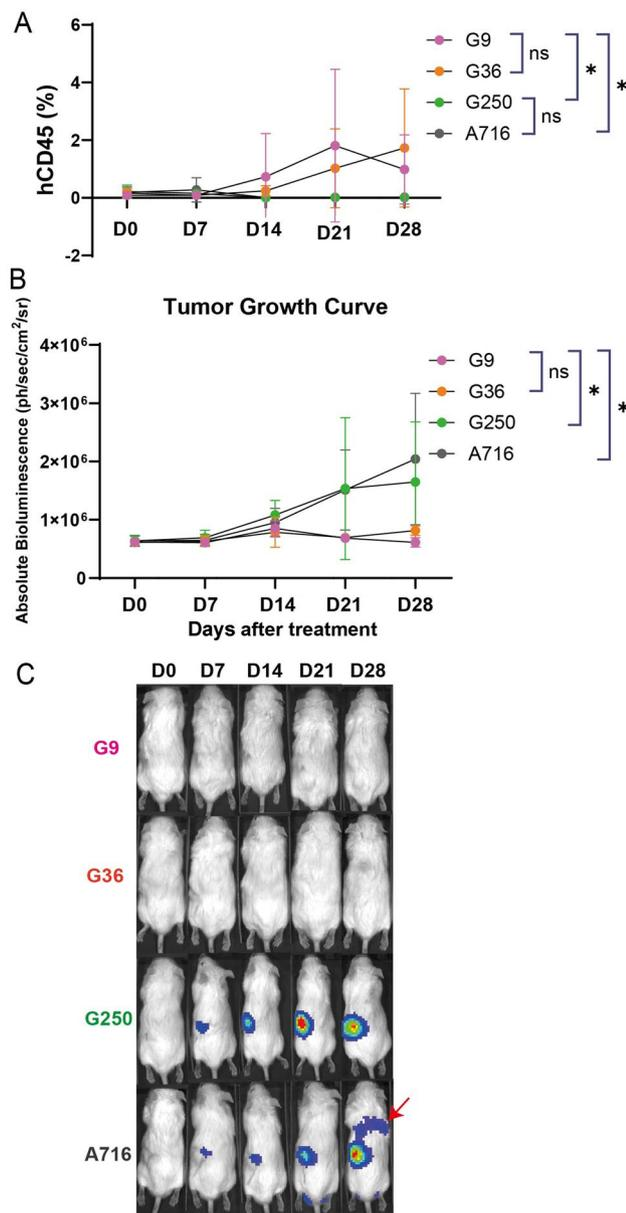 A
hCD45 (%)
6
4
2
0
-2
D0 D7 D14 D21 D28
G9
G36
G250
A716
ns
ns
*
*
B
Tumor Growth Curve
Absolute Bioluminescence (ph/sec/cm²/sr)
4×10⁶
3×10⁶
2×10⁶
1×10⁶
0
D0 D7 D14 D21 D28
Days after treatment
G9
G36
G250
A716
ns
*
*
C
D0 D7 D14 D21 D28
G9
G36
G250
A716